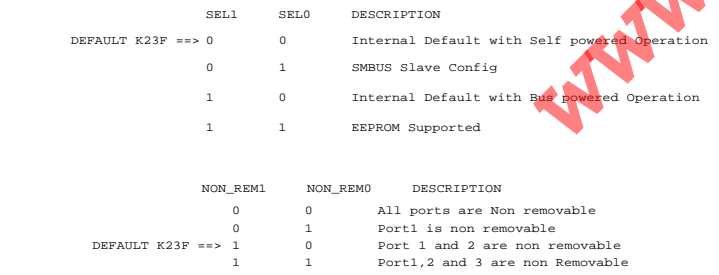 SEL1 SEL0 DESCRIPTION
DEFAULT K23F ==> 0 0 Internal Default with Self powered Operation
0 1 SMBUS Slave Config
1 0 Internal Default with Bus powered Operation
1 1 EEPROM Supported
NON_REM1 NON_REM0 DESCRIPTION
0 0 All ports are Non removable
0 1 Port1 is non removable
DEFAULT K23F ==> 1 0 Port 1 and 2 are non removable
1 1 Port1,2 and 3 are non Removable
www